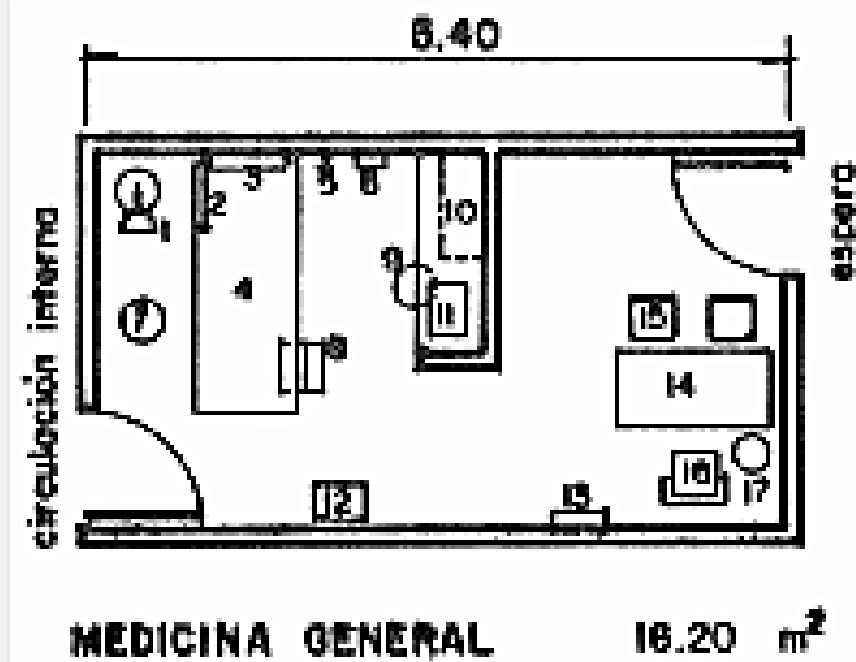 5.40
espera
circulación interna
3 5 6
2 10
1
9
4
7 11 15
8
14
16
12 13 17
MEDICINA GENERAL 16.20 m²